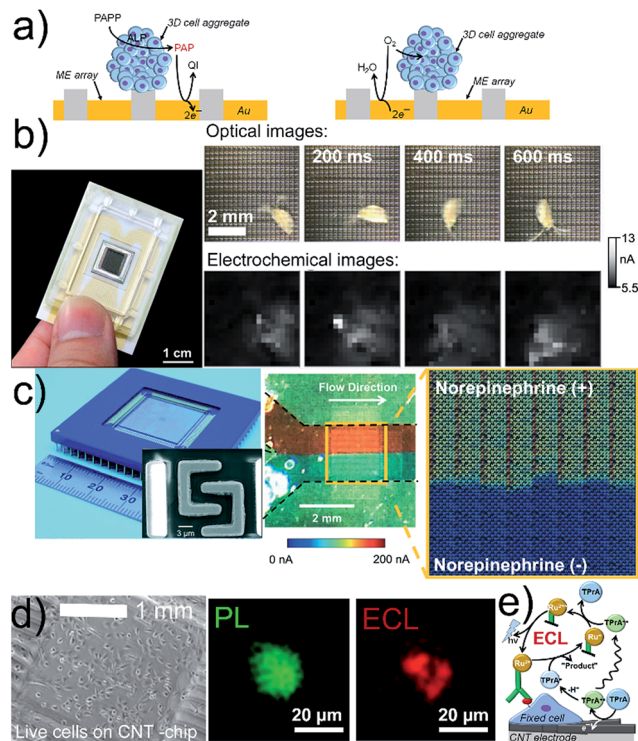 a)
PAPP
ALP
PAP
QI
3D cell aggregate
ME array
2e⁻
Au
O₂
H₂O
3D cell aggregate
ME array
2e⁻
Au
b)
Optical images:
200 ms
400 ms
600 ms
2 mm
Electrochemical images:
13
nA
5.5
1 cm
c)
10
20
30
3 µm
Flow Direction
2 mm
0 nA
200 nA
Norepinephrine (+)
Norepinephrine (-)
d)
1 mm
Live cells on CNT -chip
PL
20 µm
ECL
20 µm
e)
TPrA
hν
ECL
"Product"
TPrA
-H⁺
TPrA
Fixed cell
CNT electrode